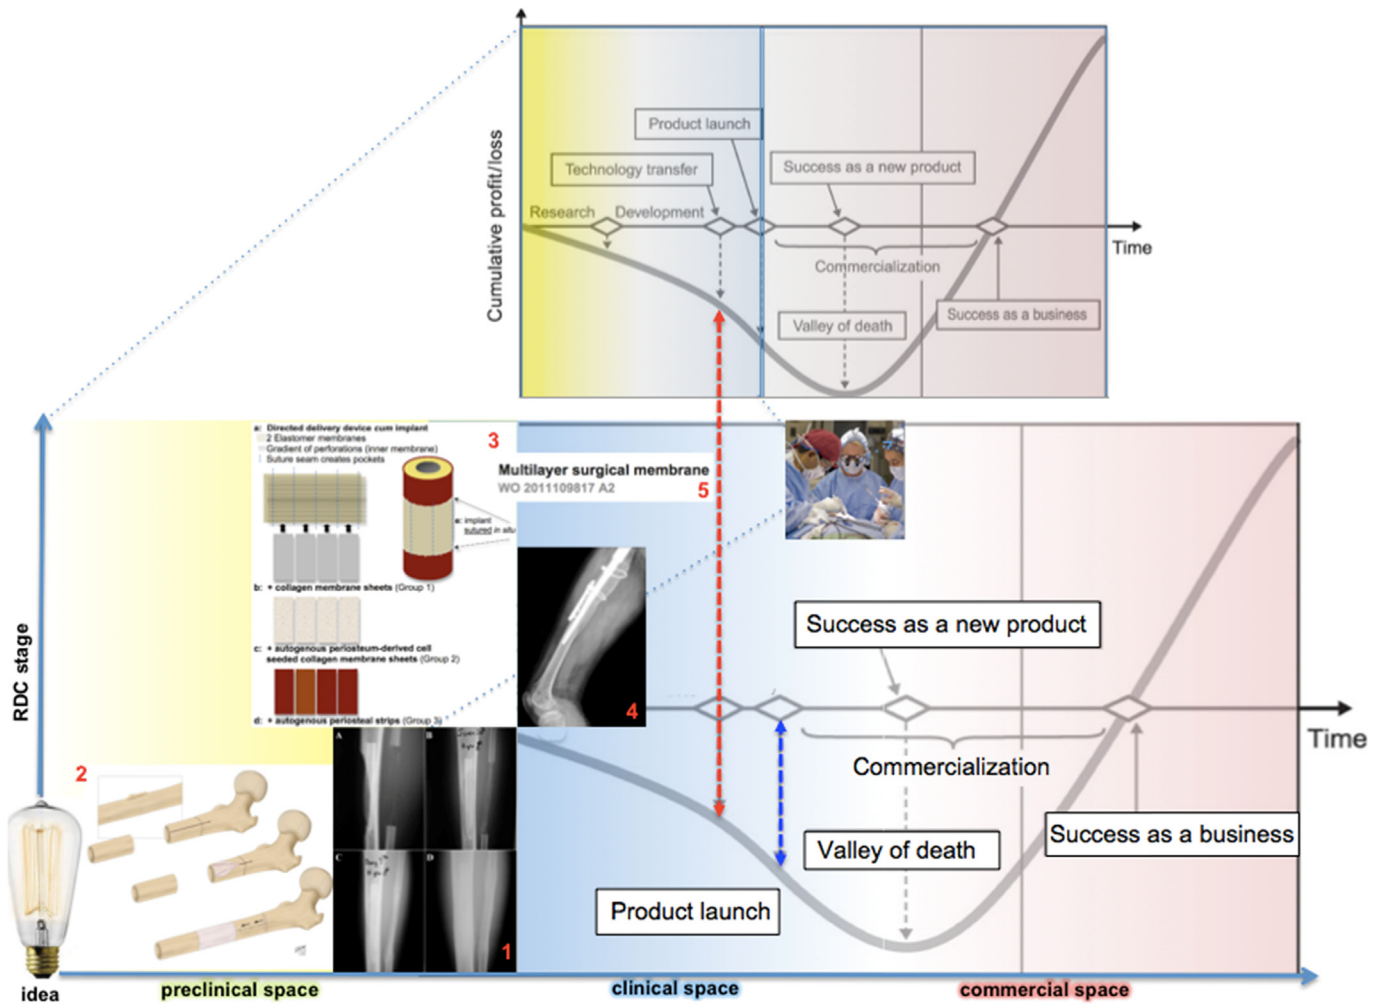 Cumulative profit/loss
Product launch
Technology transfer
Success as a new product
Research
Development
Time
Commercialization
Valley of death
Success as a business
RDC stage
a: Directed delivery device cum implant
2 Elastomer membranes
Gradient of perforations (inner membrane)
Suture seam creates pockets
e: implant
sutured in situ
b: + collagen membrane sheets (Group 1)
c: + autogenous periosteum-derived cell
seeded collagen membrane sheets (Group 2)
d: + autogenous periosteal strips (Group 3)
3
Multilayer surgical membrane
WO 2011109817 A2
5
4
2
A
B
C
D
1
Success as a new product
Time
Commercialization
Valley of death
Success as a business
Product launch
idea
preclinical space
clinical space
commercial space